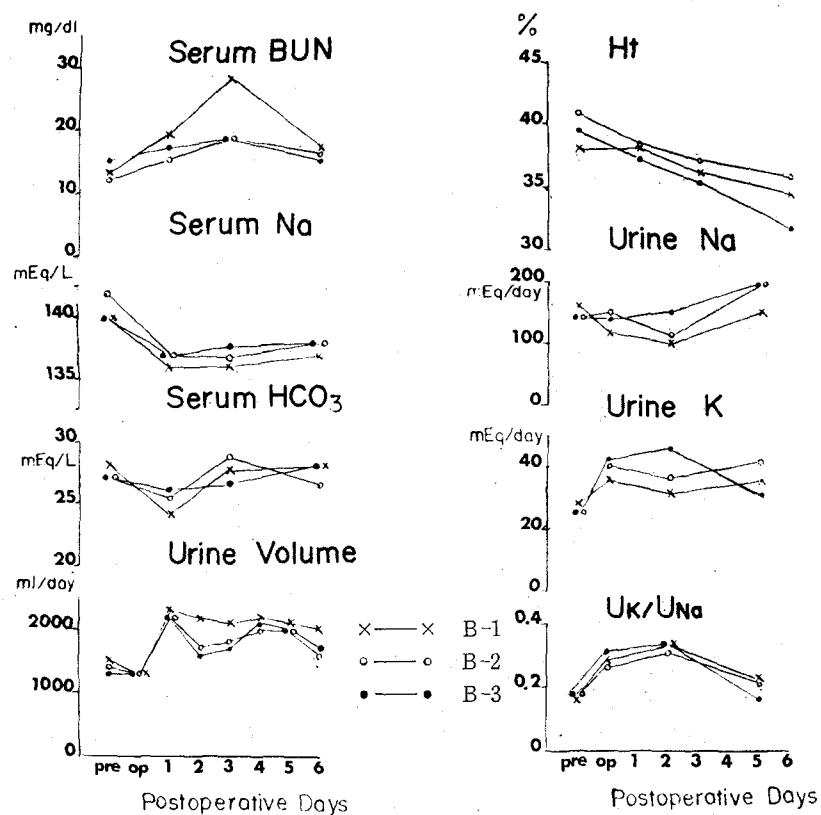 mg/dl
Serum BUN
30
20
10
0
Serum Na
mEq/L
140
135
Serum HCO3
30
mEq/L
25
20
Urine Volume
ml/day
2000
1000
0
pre op 1 2 3 4 5 6
Postoperative Days
%
Ht
45
40
35
30
Urine Na
200
mEq/day
100
0
Urine K
mEq/day
40
20
0
UK/UNa
0.4
0.2
0
pre op 1 2 3 4 5 6
Postoperative Days
B-1
B-2
B-3